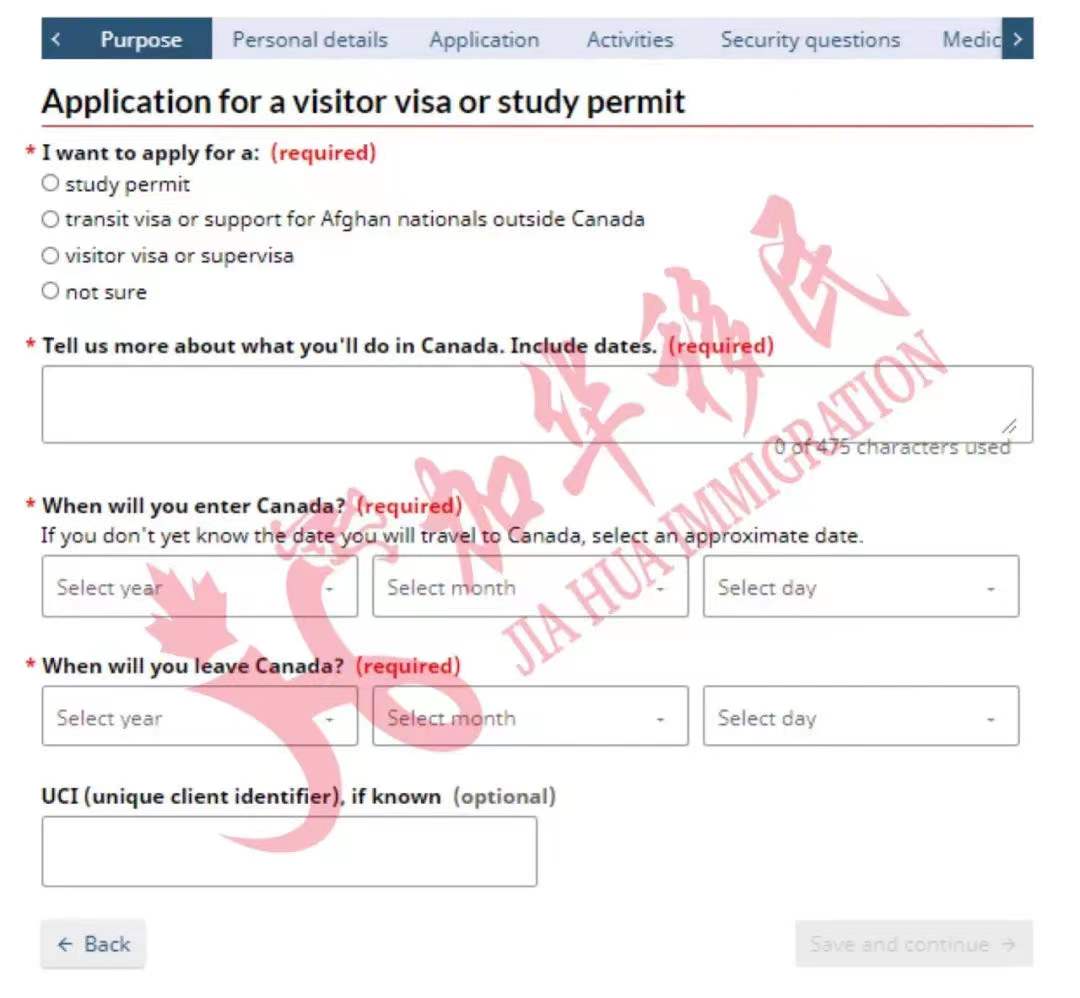 Purpose Personal details Application Activities Security questions Medic
Application for a visitor visa or study permit
* I want to apply for a: (required)
study permit
transit visa or support for Afghan nationals outside Canada
visitor visa or supervisa
not sure
* Tell us more about what you'll do in Canada. Include dates. (required)
0 of 475 characters used
* When will you enter Canada? (required)
If you don't yet know the date you will travel to Canada, select an approximate date.
Select year Select month Select day
* When will you leave Canada? (required)
Select year Select month Select day
UCI (unique client identifier), if known (optional)
← Back Save and continue →
加华移民
JIA HUA IMMIGRATION